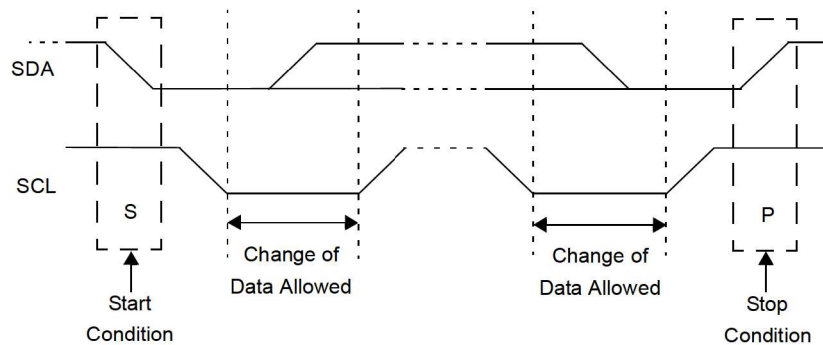 SDA
SCL
S
P
Change of
Data Allowed
Change of
Data Allowed
Start
Condition
Stop
Condition